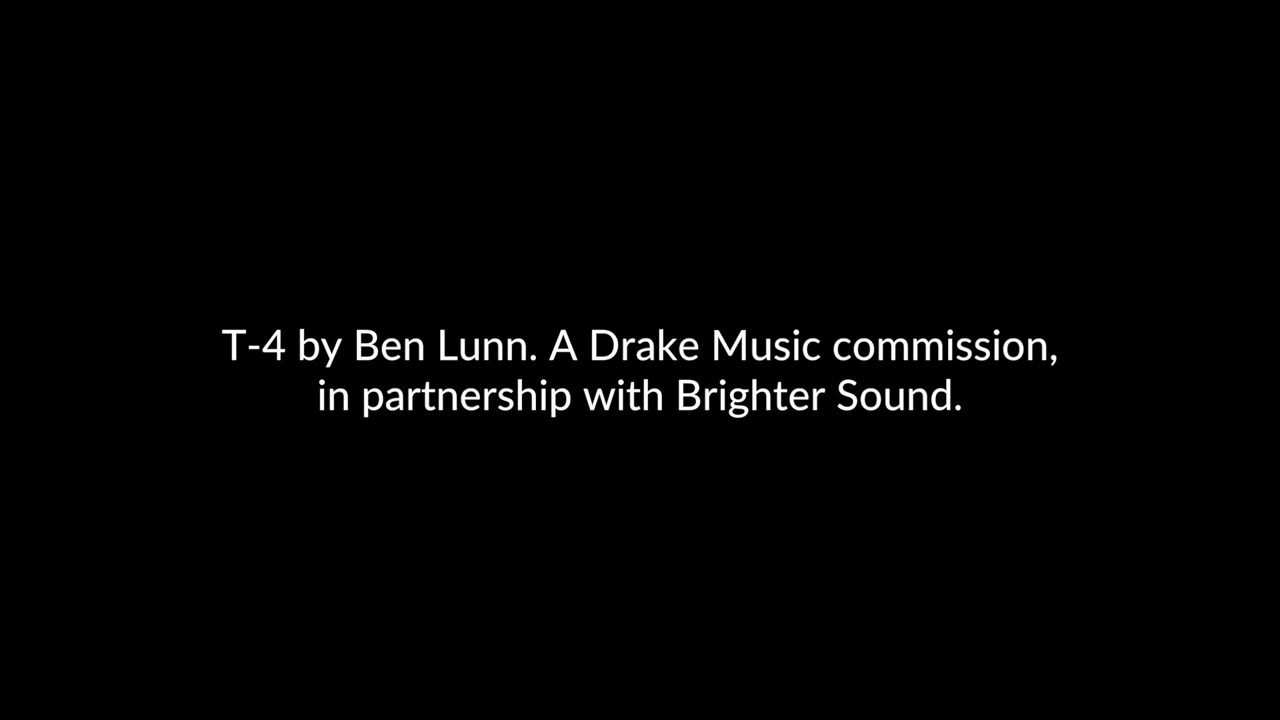 T-4 by Ben Lunn. A Drake Music commission,
in partnership with Brighter Sound.